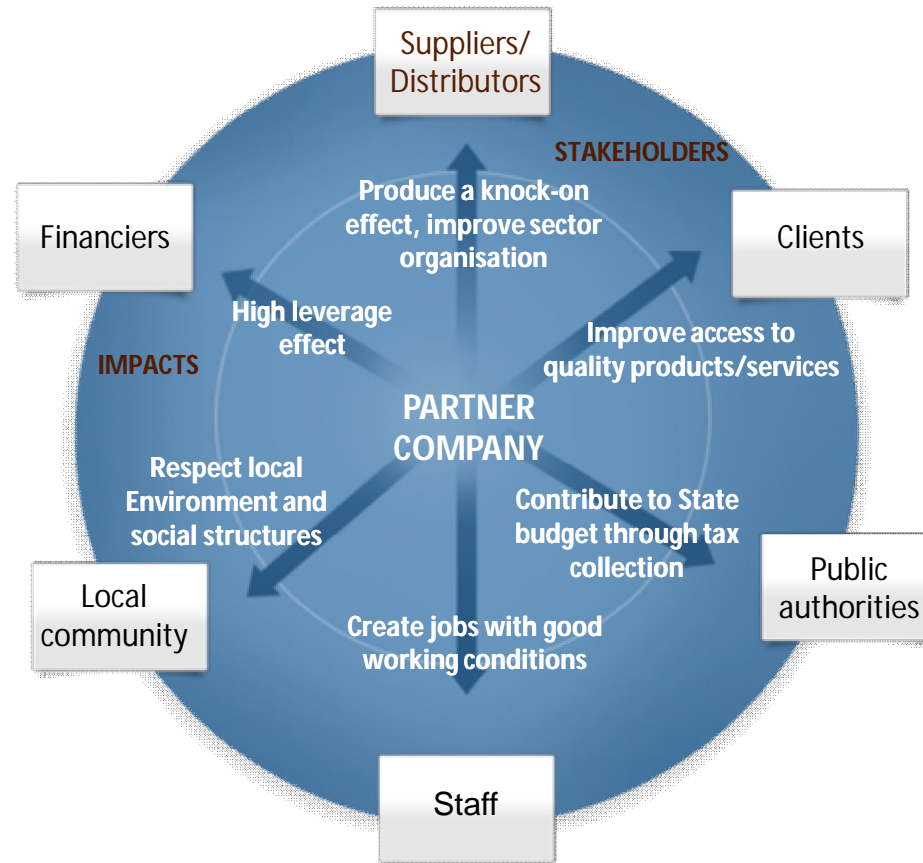 Suppliers/
Distributors
STAKEHOLDERS
Produce a knock-on
effect, improve sector
organisation
Financiers
Clients
High leverage
effect
Improve access to
quality products/services
IMPACTS
PARTNER
COMPANY
Respect local
Environment and
social structures
Contribute to State
budget through tax
collection
Local
community
Public
authorities
Create jobs with good
working conditions
Staff